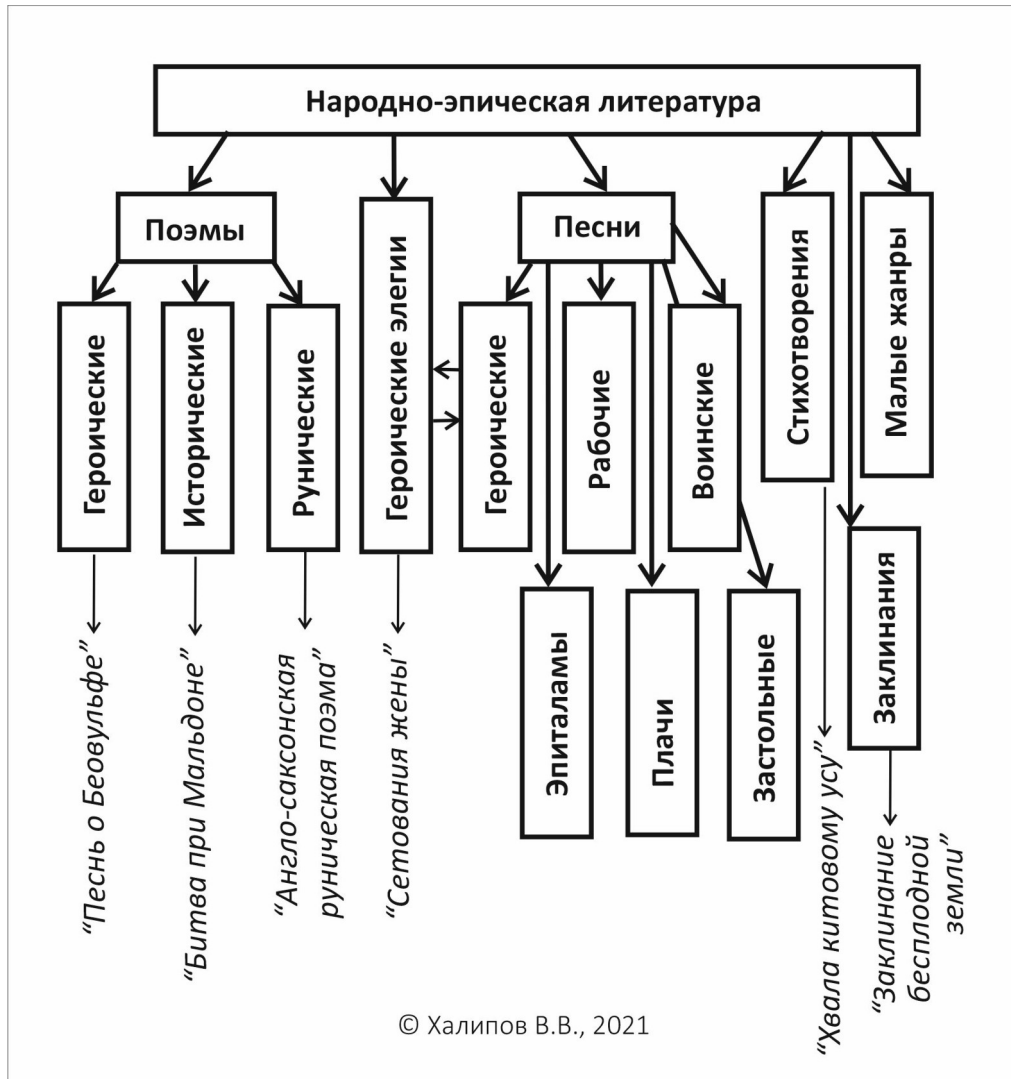 Народно-эпическая литература
Поэмы
Песни
Героические
Исторические
Рунические
Героические элегии
Героические
Рабочие
Воинские
Стихотворения
Малые жанры
Эпиталамы
Плачи
Застольные
Заклинания
“Песнь о Беовульфе”
“Битва при Мальдоне”
“Англо-саксонская
руническая поэма”
“Сетования жены”
“Хвала китовому усу”
“Заклинание
бесплодной
земли”
© Халипов В.В., 2021